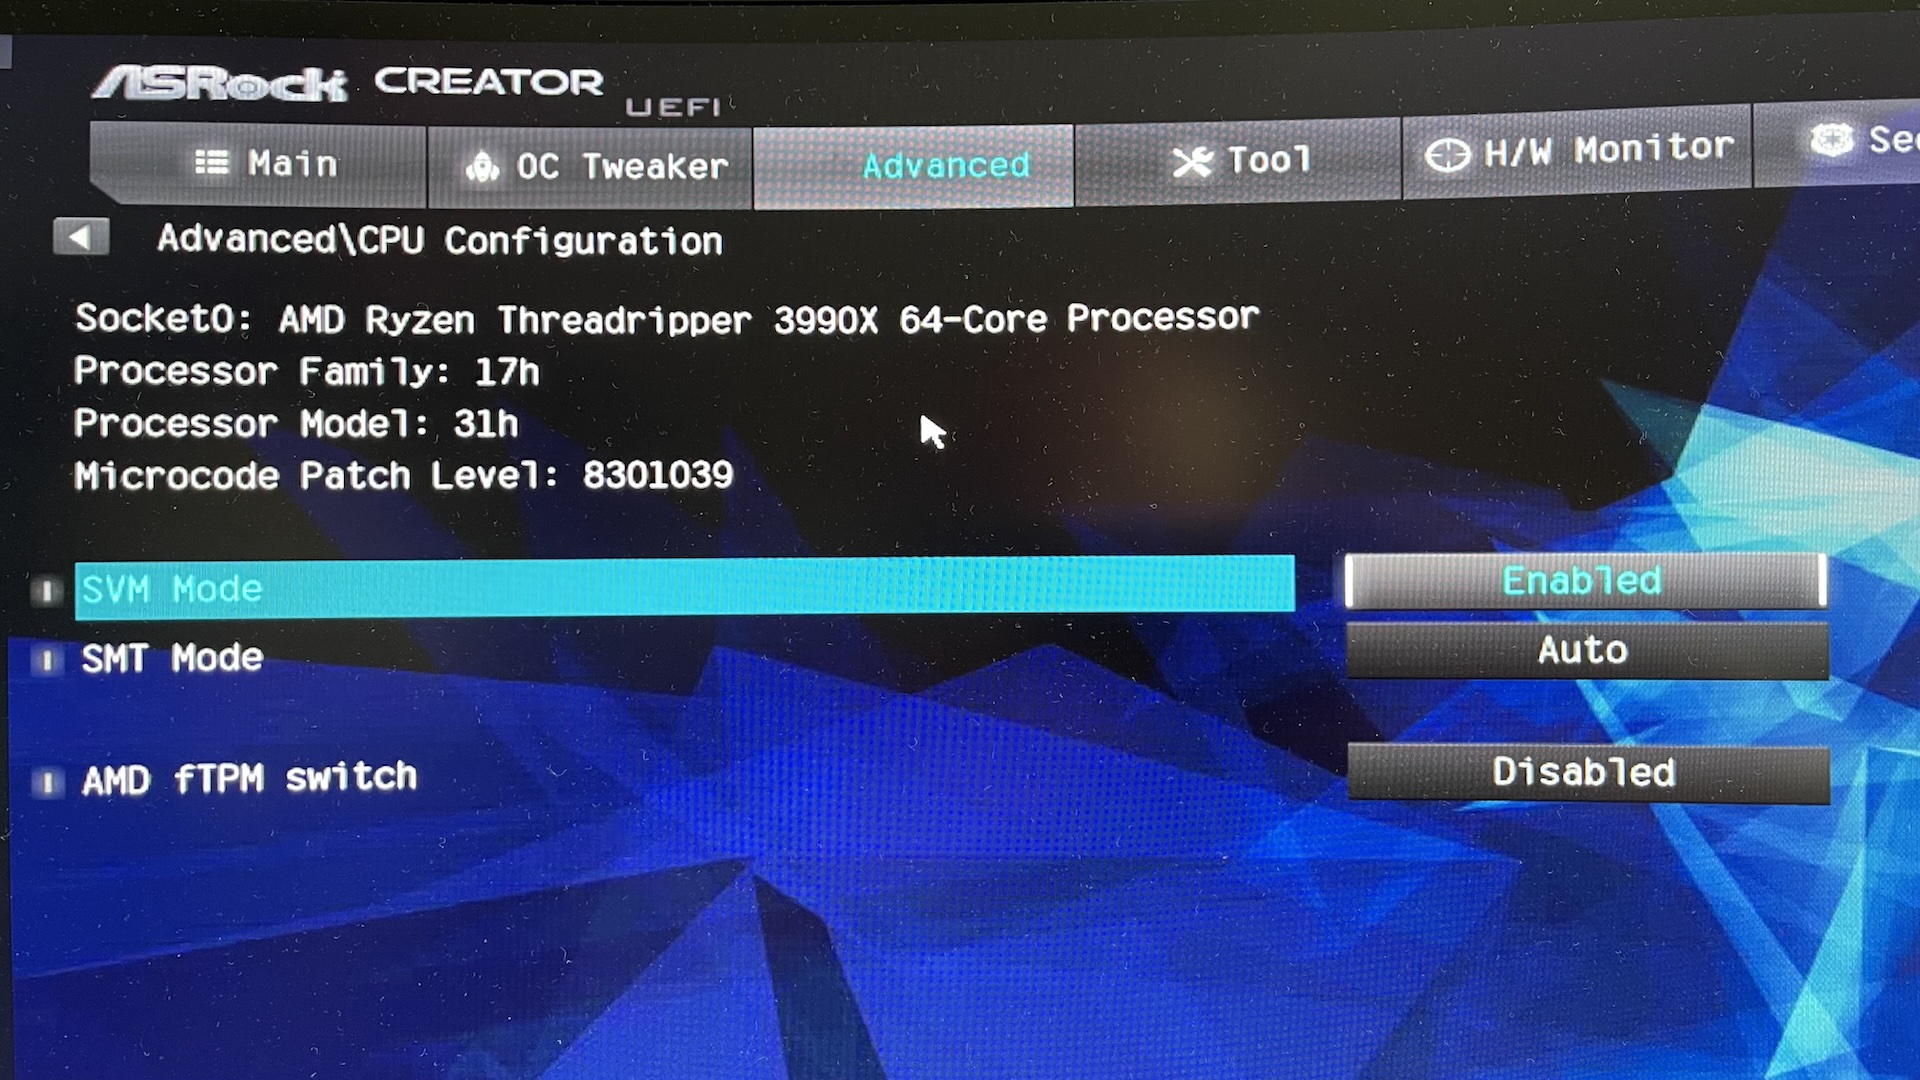 ASRock CREATOR
UEFI
Main OC Tweaker Advanced Tool H/W Monitor
Advanced\CPU Configuration
Socket0: AMD Ryzen Threadripper 3990X 64-Core Processor
Processor Family: 17h
Processor Model: 31h
Microcode Patch Level: 8301039
SVM Mode Enabled
SMT Mode Auto
AMD fTPM switch Disabled